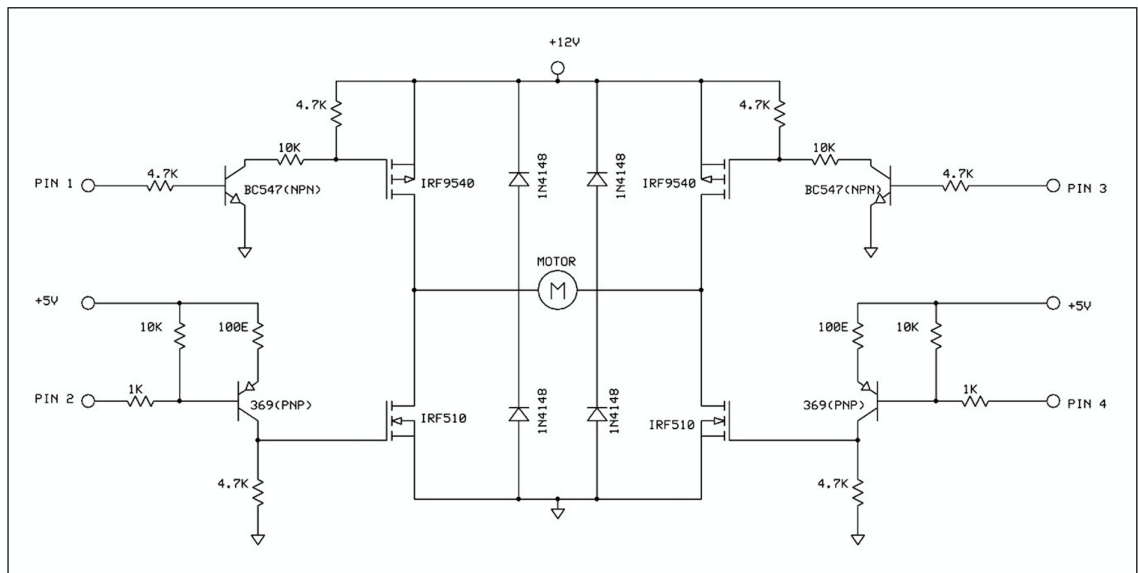 +12V
4.7K
4.7K
10K
10K
4.7K
4.7K
PIN 1
BC547(NPN)
IRF9540
1N4148
1N4148
IRF9540
BC547(NPN)
PIN 3
MOTOR
M
+5V
+5V
10K
100E
100E
10K
1K
1K
PIN 2
369(PNP)
IRF510
1N4148
1N4148
IRF510
369(PNP)
PIN 4
4.7K
4.7K